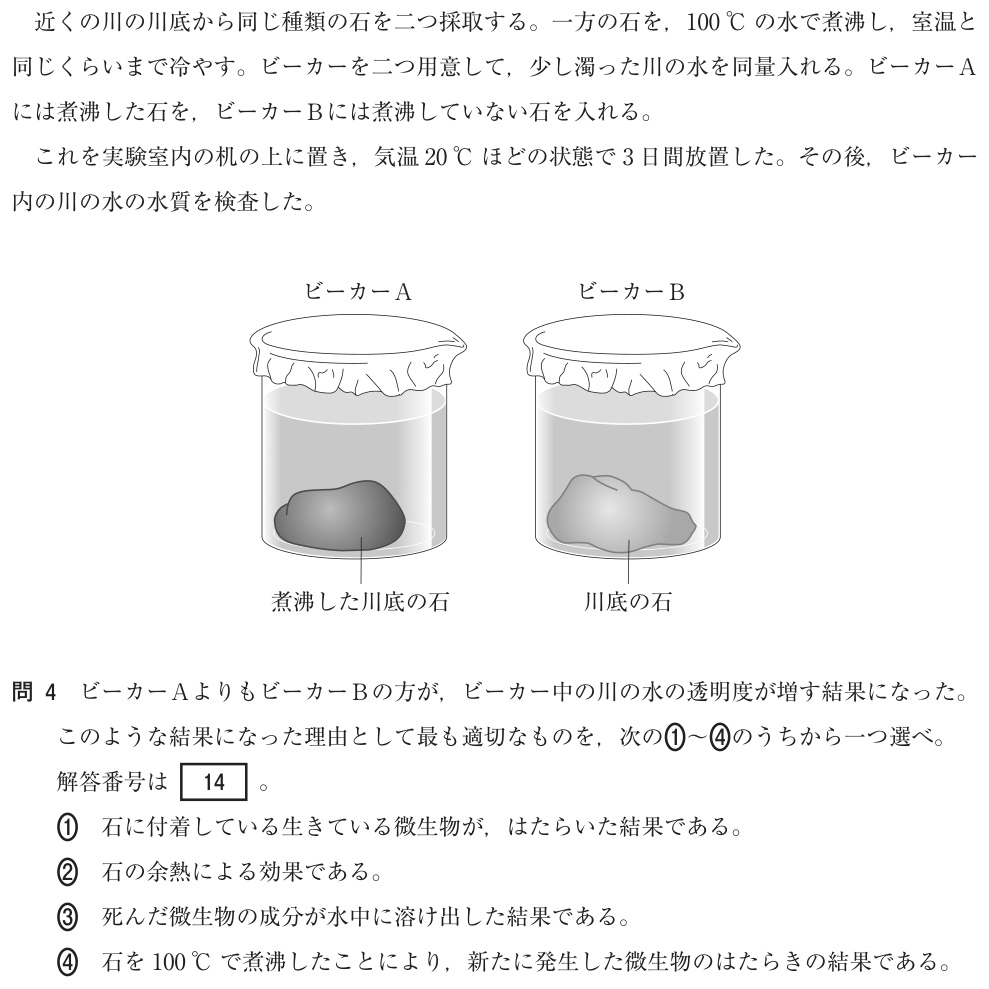 近くの川の川底から同じ種類の石を二つ採取する。一方の石を，100 ℃ の水で煮沸し，室温と
同じくらいまで冷やす。ビーカーを二つ用意して，少し濁った川の水を同量入れる。ビーカーA
には煮沸した石を，ビーカーBには煮沸していない石を入れる。
これを実験室内の机の上に置き，気温 20 ℃ ほどの状態で 3 日間放置した。その後，ビーカー
内の川の水の水質を検査した。
ビーカーA ビーカーB
煮沸した川底の石 川底の石
問 4 ビーカーAよりもビーカーBの方が，ビーカー中の川の水の透明度が増す結果になった。
このような結果になった理由として最も適切なものを，次の①～④のうちから一つ選べ。
解答番号は 14 。
① 石に付着している生きている微生物が，はたらいた結果である。
② 石の余熱による効果である。
③ 死んだ微生物の成分が水中に溶け出した結果である。
④ 石を 100 ℃ で煮沸したことにより，新たに発生した微生物のはたらきの結果である。